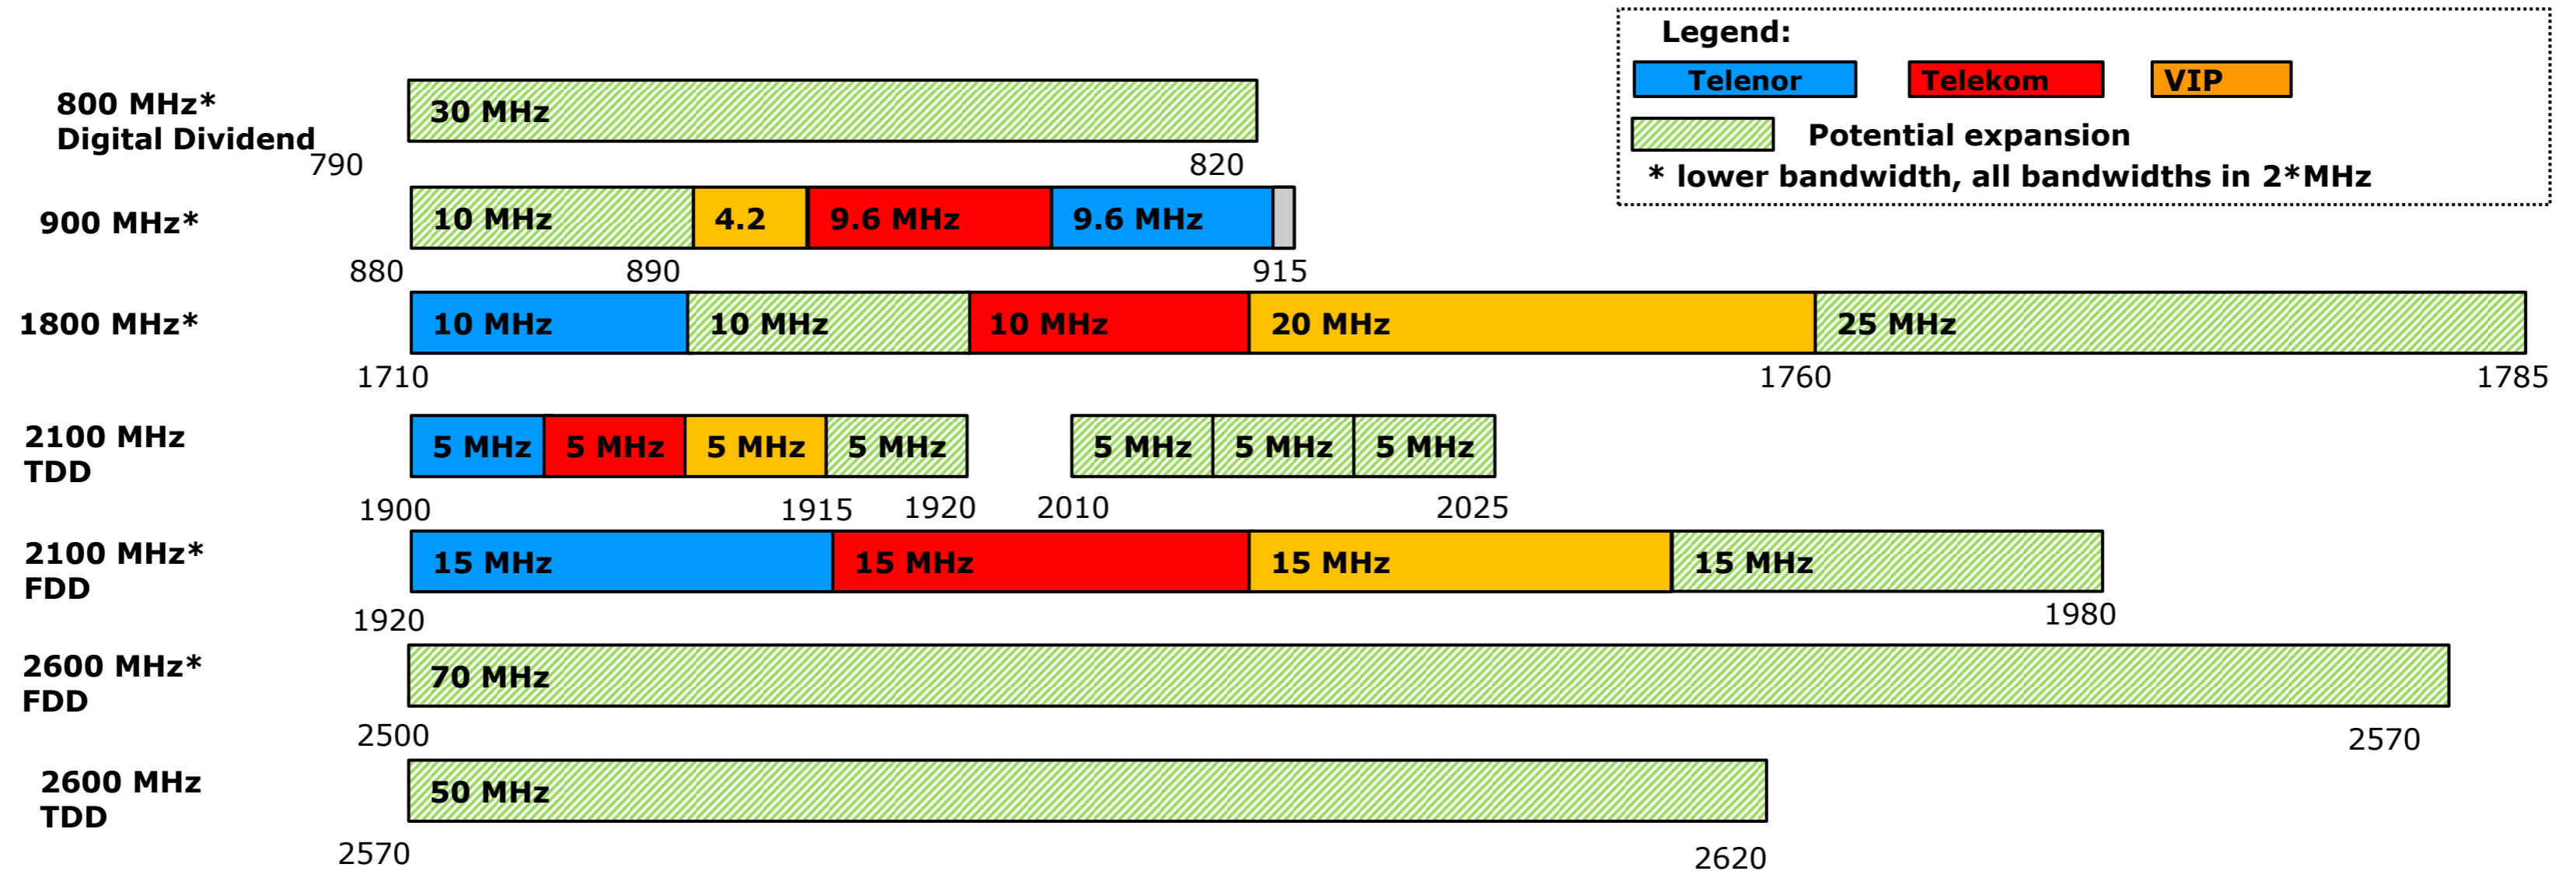 Legend:
Telenor Telekom VIP
Potential expansion
* lower bandwidth, all bandwidths in 2*MHz
800 MHz*
Digital Dividend
30 MHz
790 820
900 MHz*
10 MHz 4.2 9.6 MHz 9.6 MHz
880 890 915
1800 MHz*
10 MHz 10 MHz 10 MHz 20 MHz 25 MHz
1710 1760 1785
2100 MHz
TDD
5 MHz 5 MHz 5 MHz 5 MHz 5 MHz 5 MHz 5 MHz
1900 1915 1920 2010 2025
2100 MHz*
FDD
15 MHz 15 MHz 15 MHz 15 MHz
1920 1980
2600 MHz*
FDD
70 MHz
2500 2570
2600 MHz
TDD
50 MHz
2570 2620